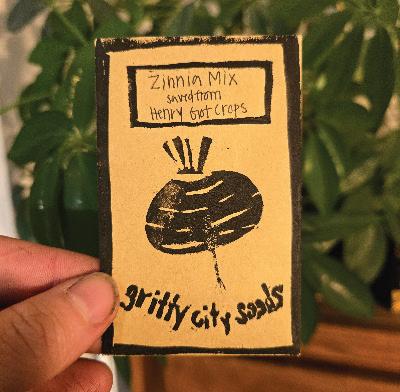 Zinnia Mix
saved from
Henry Got Crops
gritty city seeds